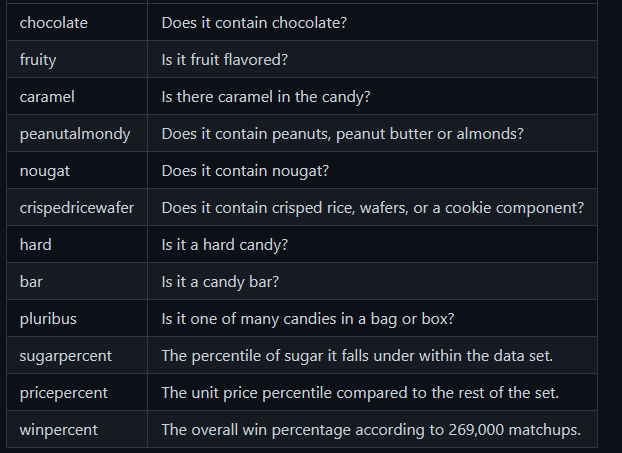 chocolate Does it contain chocolate?
fruity Is it fruit flavored?
caramel Is there caramel in the candy?
peanutalmondy Does it contain peanuts, peanut butter or almonds?
nougat Does it contain nougat?
crispedricewafer Does it contain crisped rice, wafers, or a cookie component?
hard Is it a hard candy?
bar Is it a candy bar?
pluribus Is it one of many candies in a bag or box?
sugarpercent The percentile of sugar it falls under within the data set.
pricepercent The unit price percentile compared to the rest of the set.
winpercent The overall win percentage according to 269,000 matchups.